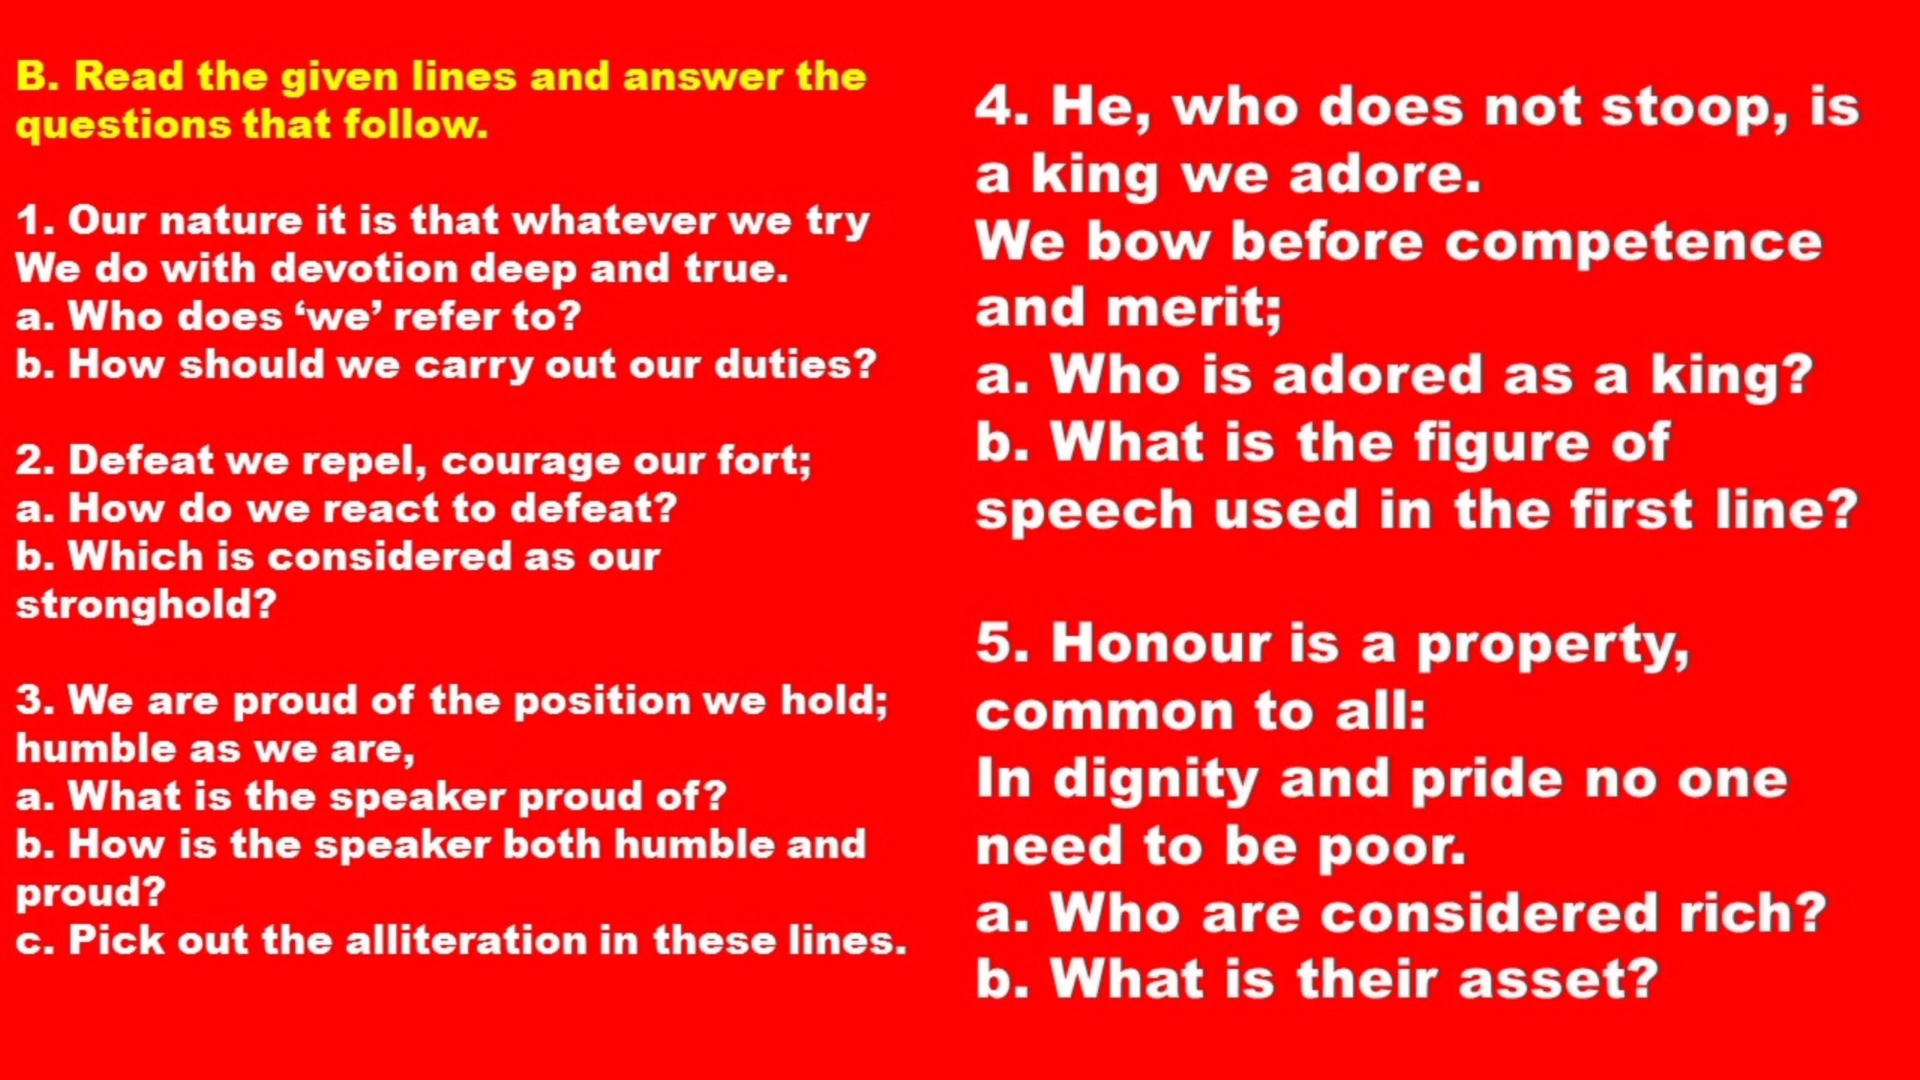 B. Read the given lines and answer the
questions that follow.
1. Our nature it is that whatever we try
We do with devotion deep and true.
a. Who does ‘we’ refer to?
b. How should we carry out our duties?
2. Defeat we repel, courage our fort;
a. How do we react to defeat?
b. Which is considered as our
stronghold?
3. We are proud of the position we hold;
humble as we are,
a. What is the speaker proud of?
b. How is the speaker both humble and
proud?
c. Pick out the alliteration in these lines.
4. He, who does not stoop, is
a king we adore.
We bow before competence
and merit;
a. Who is adored as a king?
b. What is the figure of
speech used in the first line?
5. Honour is a property,
common to all:
In dignity and pride no one
need to be poor.
a. Who are considered rich?
b. What is their asset?